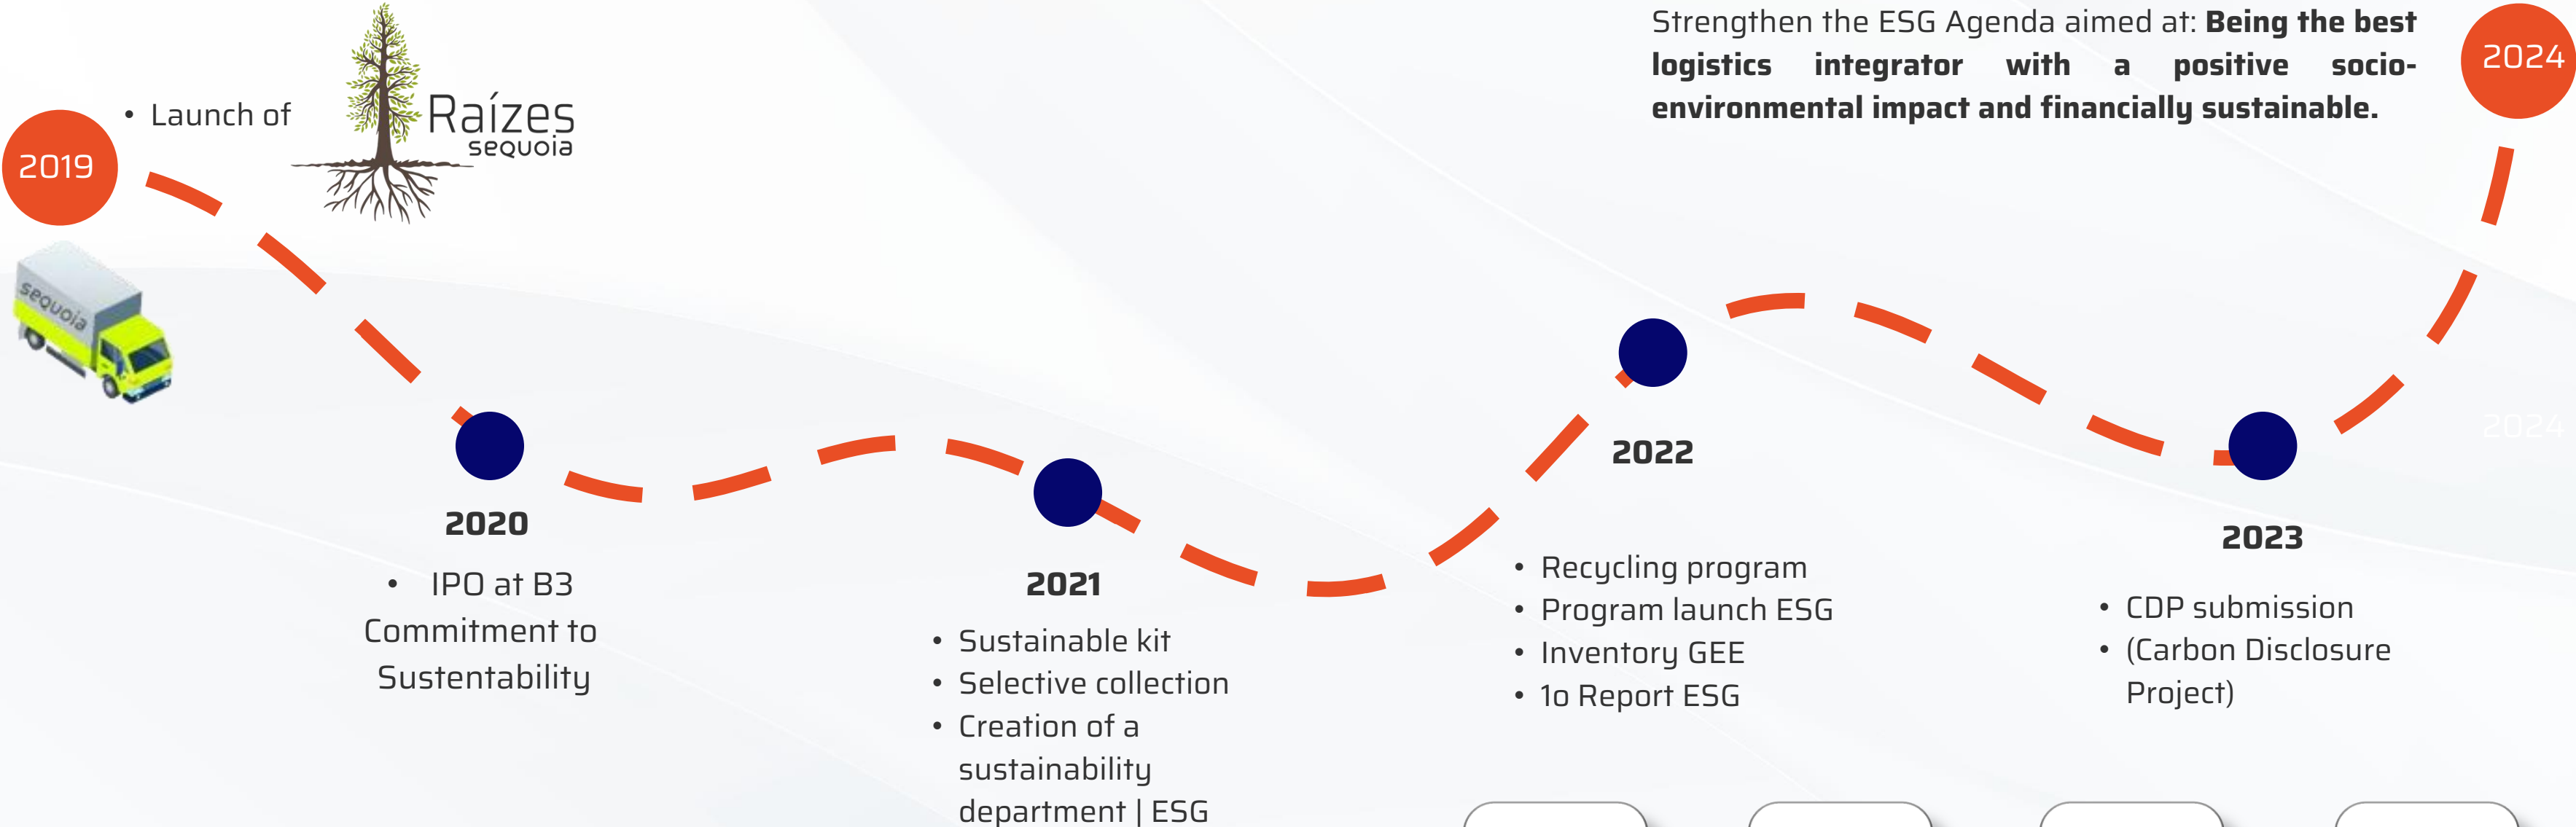 • Launch of
Raízes
sequoia
2019
sequoia
Strengthen the ESG Agenda aimed at: Being the best
logistics integrator with a positive socio-
environmental impact and financially sustainable.
2024
2020
• IPO at B3
Commitment to
Sustentability
2021
• Sustainable kit
• Selective collection
• Creation of a
sustainability
department | ESG
2022
• Recycling program
• Program launch ESG
• Inventory GEE
• 1o Report ESG
2023
• CDP submission
• (Carbon Disclosure
Project)
2024